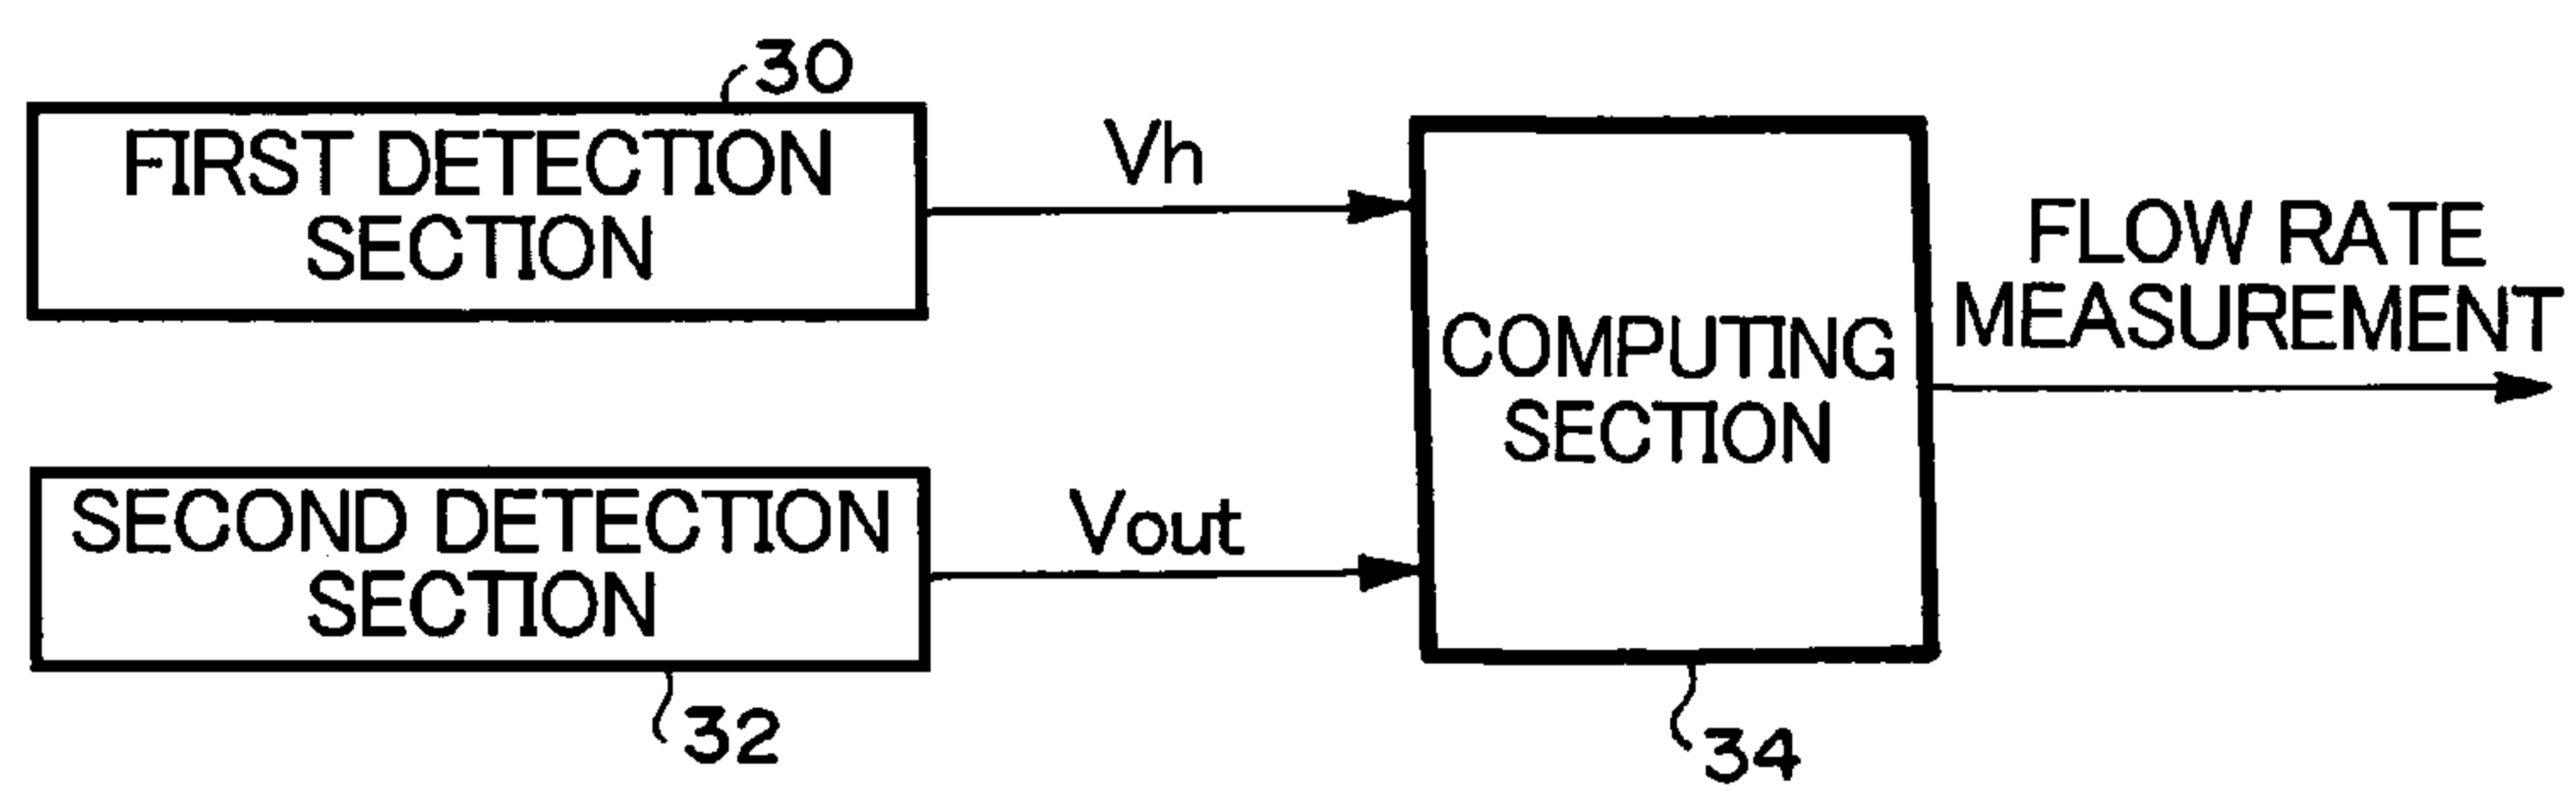 30
FIRST DETECTION
SECTION
Vh
COMPUTING
SECTION
FLOW RATE
MEASUREMENT
SECOND DETECTION
SECTION
Vout
32
34